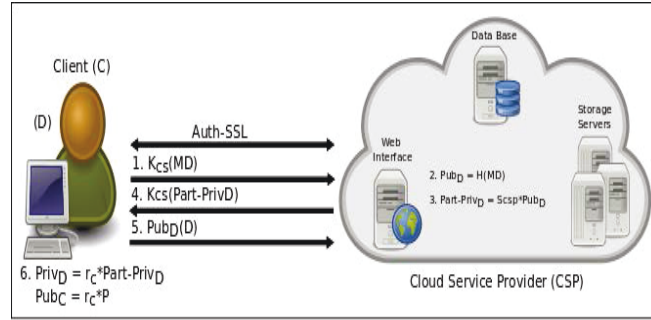 Client (C)
(D)
Auth-SSL
1. KCS(MD)
4. Kcs(Part-PrivD)
5. PubD(D)
6. PrivD = rC*Part-PrivD
PubC = rC*P
Data Base
Web
Interface
2. PubD = H(MD)
3. Part-Priv D = Scsp*PubD
Storage
Servers
Cloud Service Provider (CSP)